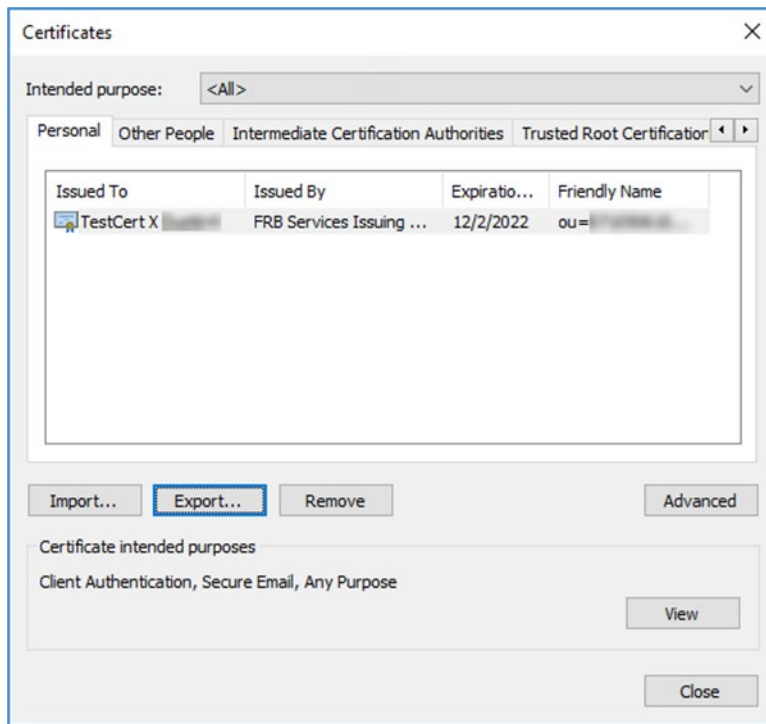 Certificates
Intended purpose: <All>
Personal Other People Intermediate Certification Authorities Trusted Root Certification
Issued To Issued By Expiratio... Friendly Name
TestCert X FRB Services Issuing ... 12/2/2022 ou=
Import... Export... Remove Advanced
Certificate intended purposes
Client Authentication, Secure Email, Any Purpose
View
Close